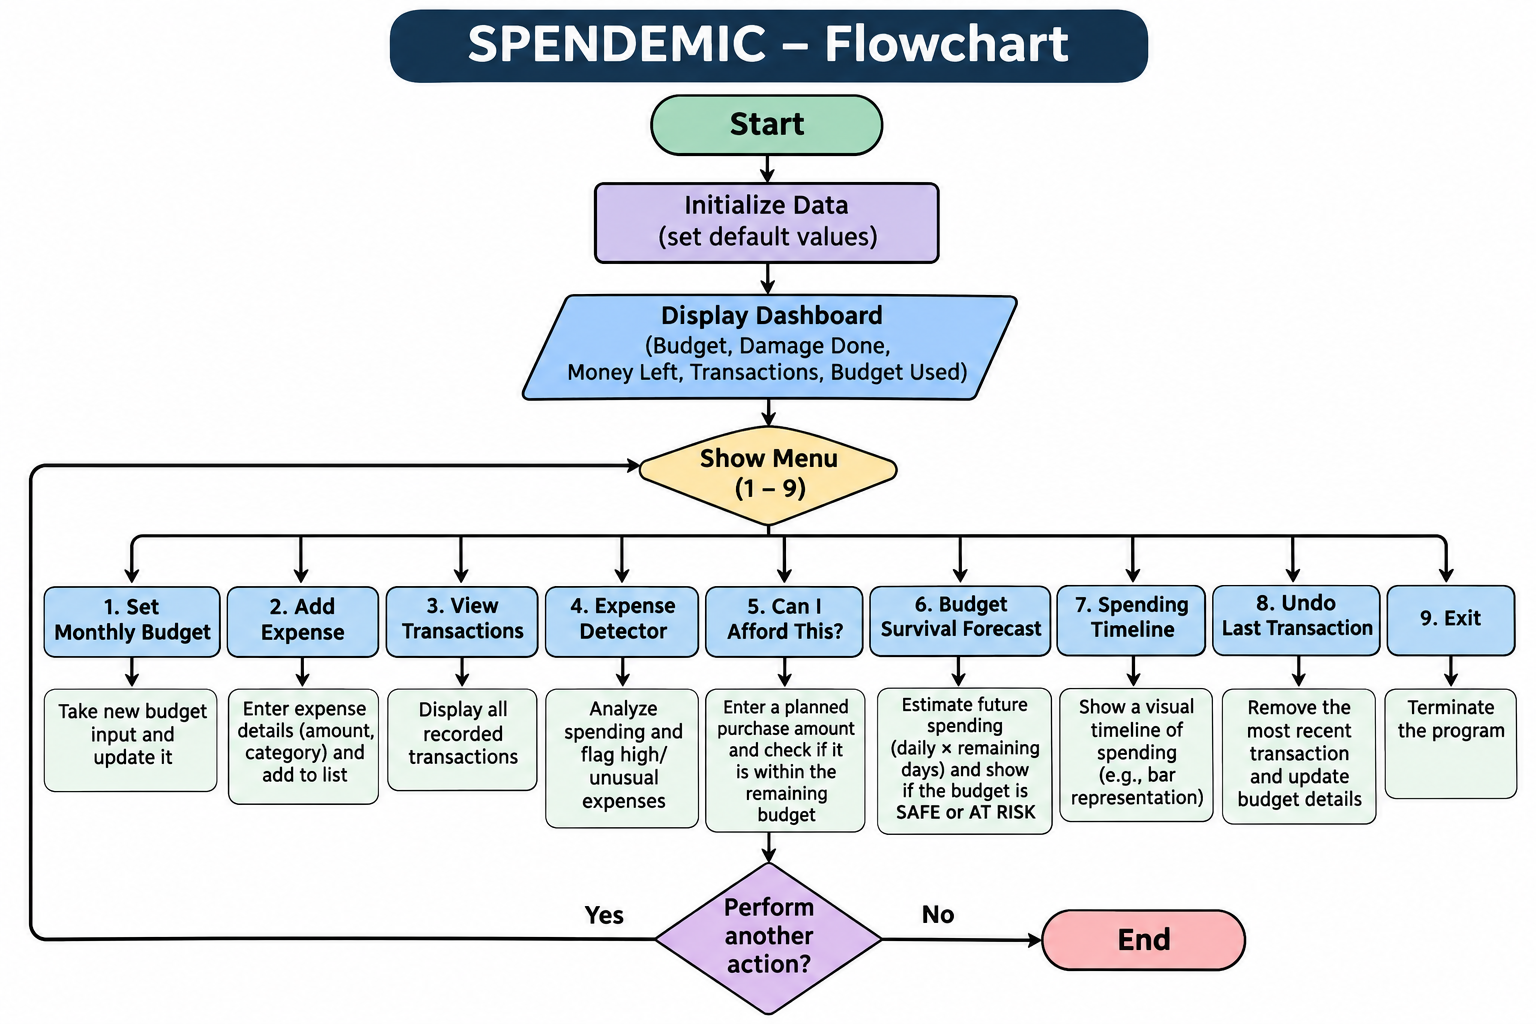 SPENDEMIC – Flowchart
Start
Initialize Data
(set default values)
Display Dashboard
(Budget, Damage Done,
Money Left, Transactions, Budget Used)
Show Menu
(1 – 9)
1. Set
Monthly Budget
2. Add
Expense
3. View
Transactions
4. Expense
Detector
5. Can I
Afford This?
6. Budget
Survival Forecast
7. Spending
Timeline
8. Undo
Last Transaction
9. Exit
Take new budget
input and
update it
Enter expense
details (amount,
category) and
add to list
Display all
recorded
transactions
Analyze
spending and
flag high/
unusual
expenses
Enter a planned
purchase amount
and check if it
is within the
remaining
budget
Estimate future
spending
(daily × remaining
days) and show
if the budget is
SAFE or AT RISK
Show a visual
timeline of
spending
(e.g., bar
representation)
Remove the
most recent
transaction
and update
budget details
Terminate
the program
Perform
another
action?
Yes
No
End